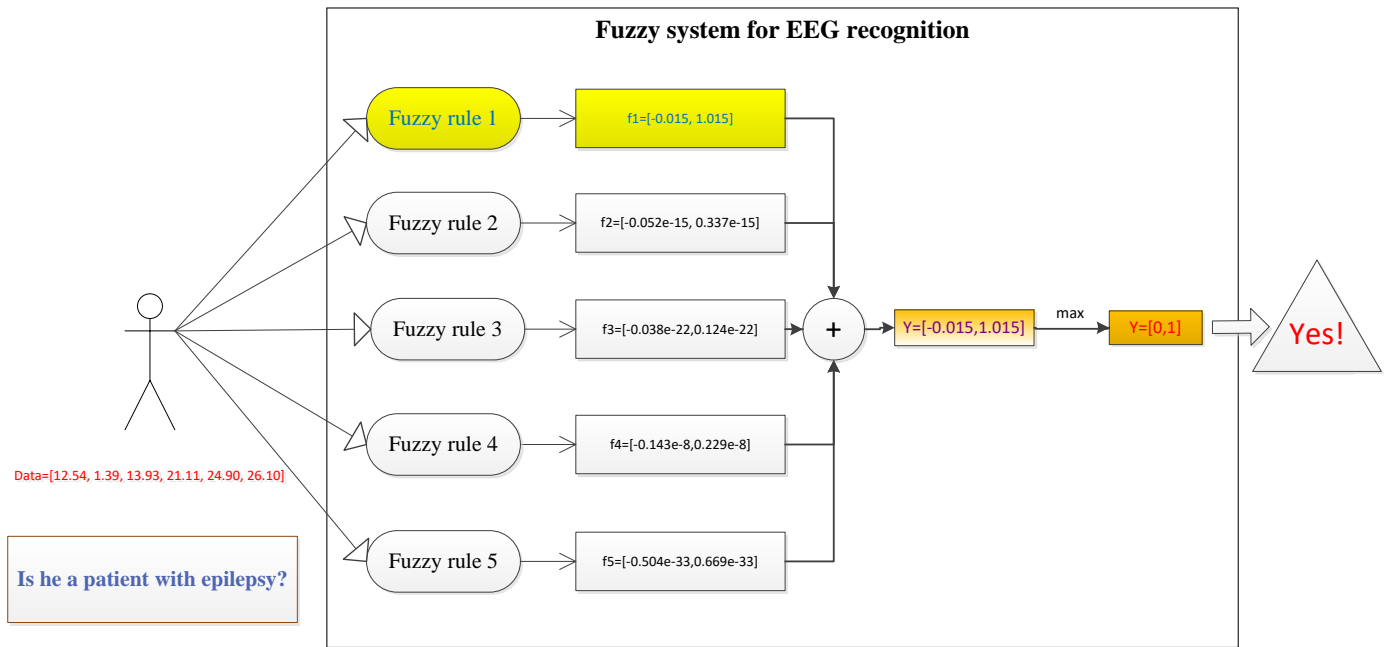 Fuzzy system for EEG recognition
Fuzzy rule 1
f1=[-0.015, 1.015]
Fuzzy rule 2
f2=[-0.052e-15, 0.337e-15]
Fuzzy rule 3
f3=[-0.038e-22,0.124e-22]
+
Y=[-0.015,1.015]
max
Y=[0,1]
Yes!
Fuzzy rule 4
f4=[-0.143e-8,0.229e-8]
Data=[12.54, 1.39, 13.93, 21.11, 24.90, 26.10]
Fuzzy rule 5
f5=[-0.504e-33,0.669e-33]
Is he a patient with epilepsy?